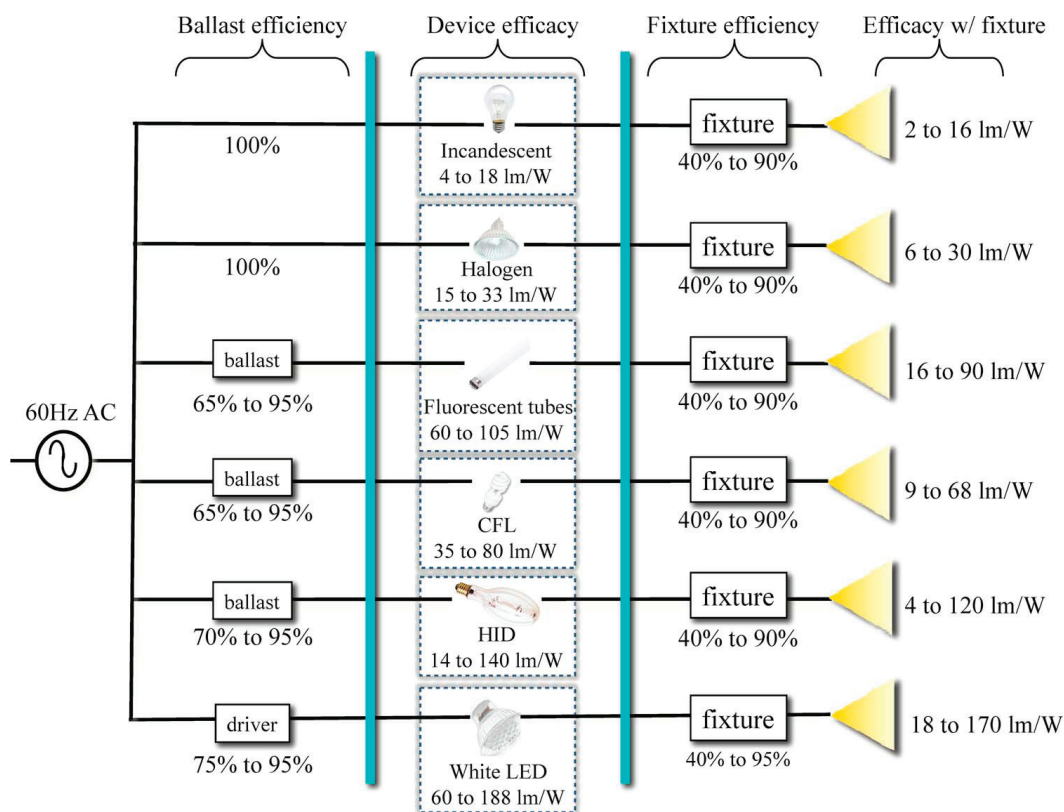 Ballast efficiency
Device efficacy
Fixture efficiency
Efficacy w/ fixture
100%
Incandescent
4 to 18 lm/W
fixture
40% to 90%
2 to 16 lm/W
100%
Halogen
15 to 33 lm/W
fixture
40% to 90%
6 to 30 lm/W
ballast
65% to 95%
Fluorescent tubes
60 to 105 lm/W
fixture
40% to 90%
16 to 90 lm/W
60Hz AC
ballast
65% to 95%
CFL
35 to 80 lm/W
fixture
40% to 90%
9 to 68 lm/W
ballast
70% to 95%
HID
14 to 140 lm/W
fixture
40% to 90%
4 to 120 lm/W
driver
75% to 95%
White LED
60 to 188 lm/W
fixture
40% to 95%
18 to 170 lm/W